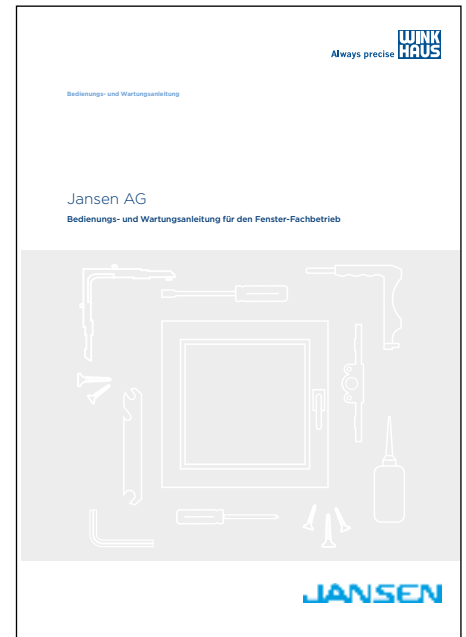 WINK
HAUS
Always precise
Bedienungs- und Wartungsanleitung
Jansen AG
Bedienungs- und Wartungsanleitung für den Fenster-Fachbetrieb
JANSEN